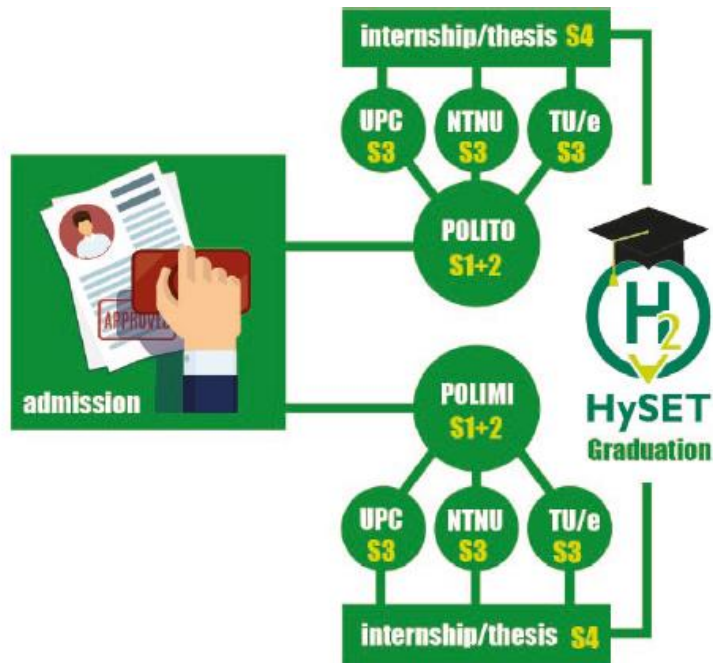 internship/thesis S4
UPC
S3
NTNU
S3
TU/e
S3
POLITO
S1+2
APPROVED
admission
POLIMI
S1+2
H2
HySET
Graduation
UPC
S3
NTNU
S3
TU/e
S3
internship/thesis S4